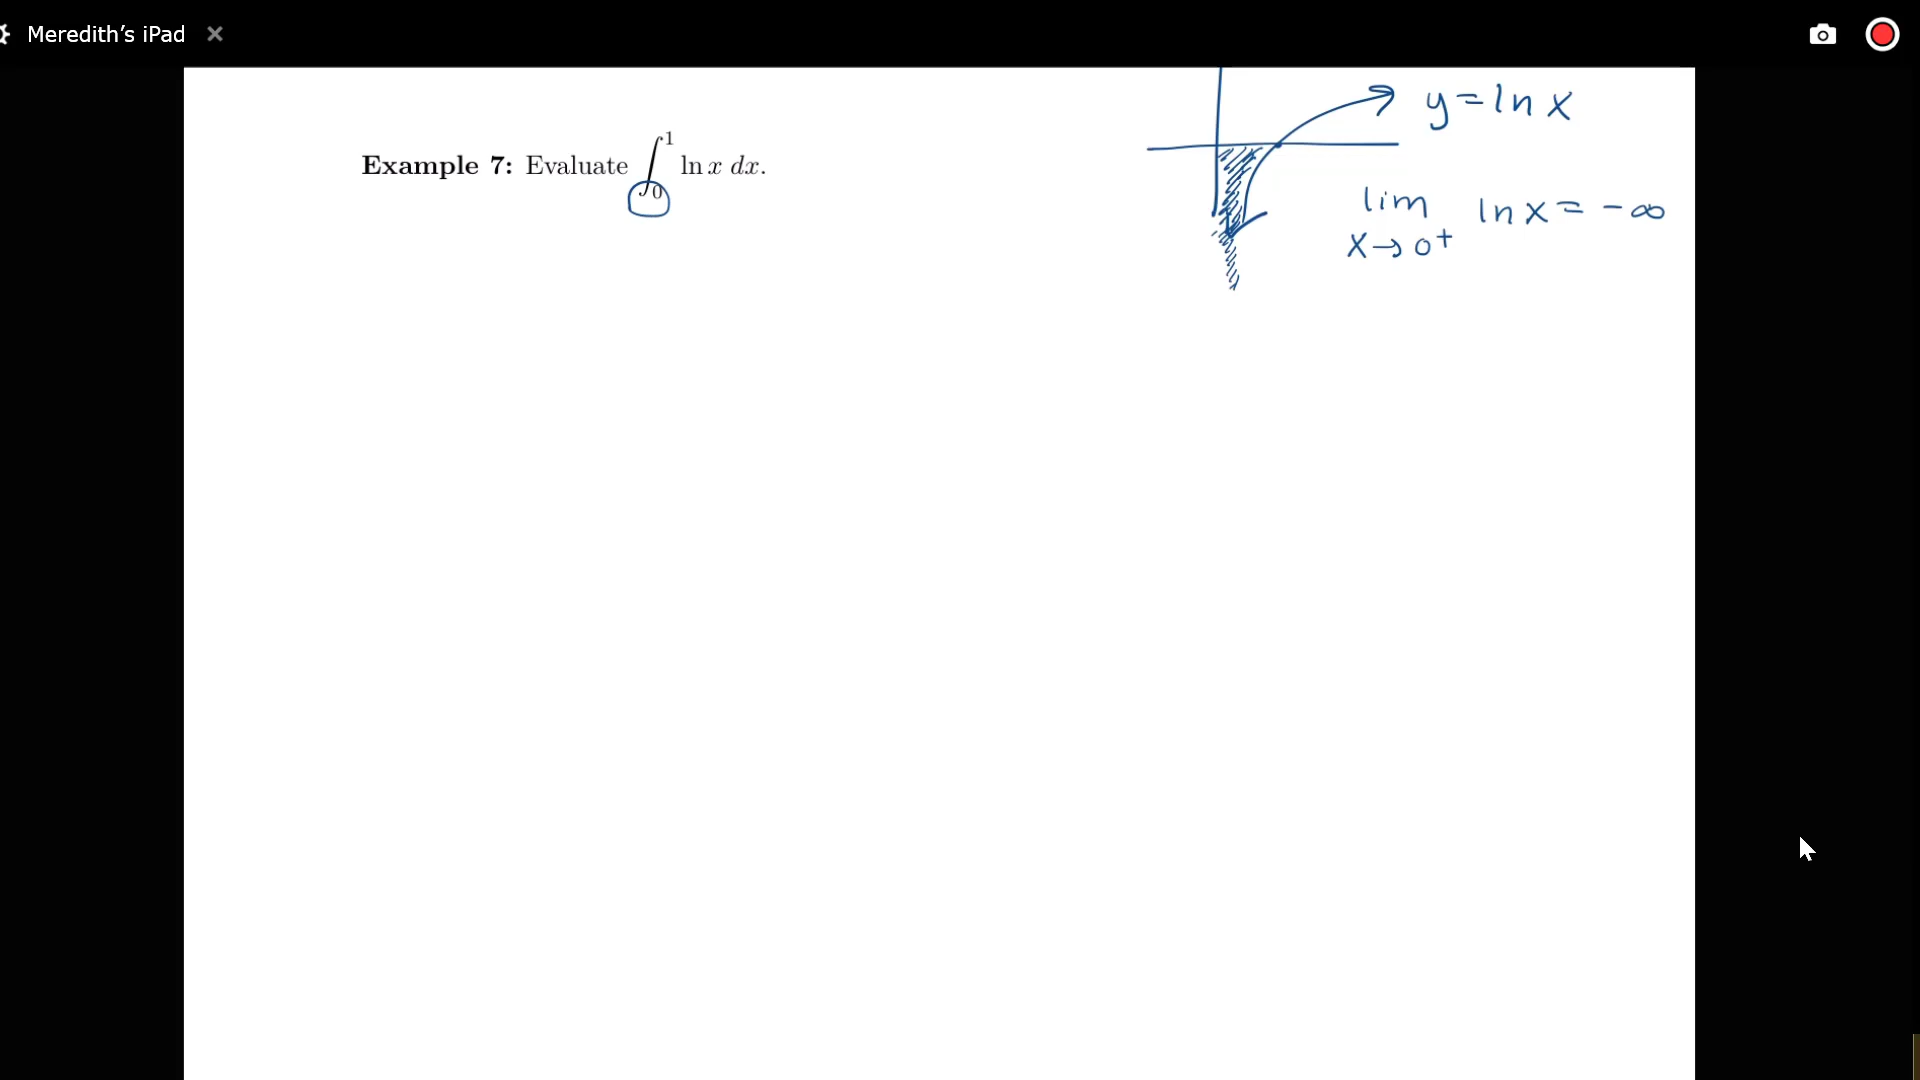 Meredith’s iPad
y = ln x
Example 7: Evaluate ∫₀¹ ln x dx.
lim ln x = -∞
x → 0⁺